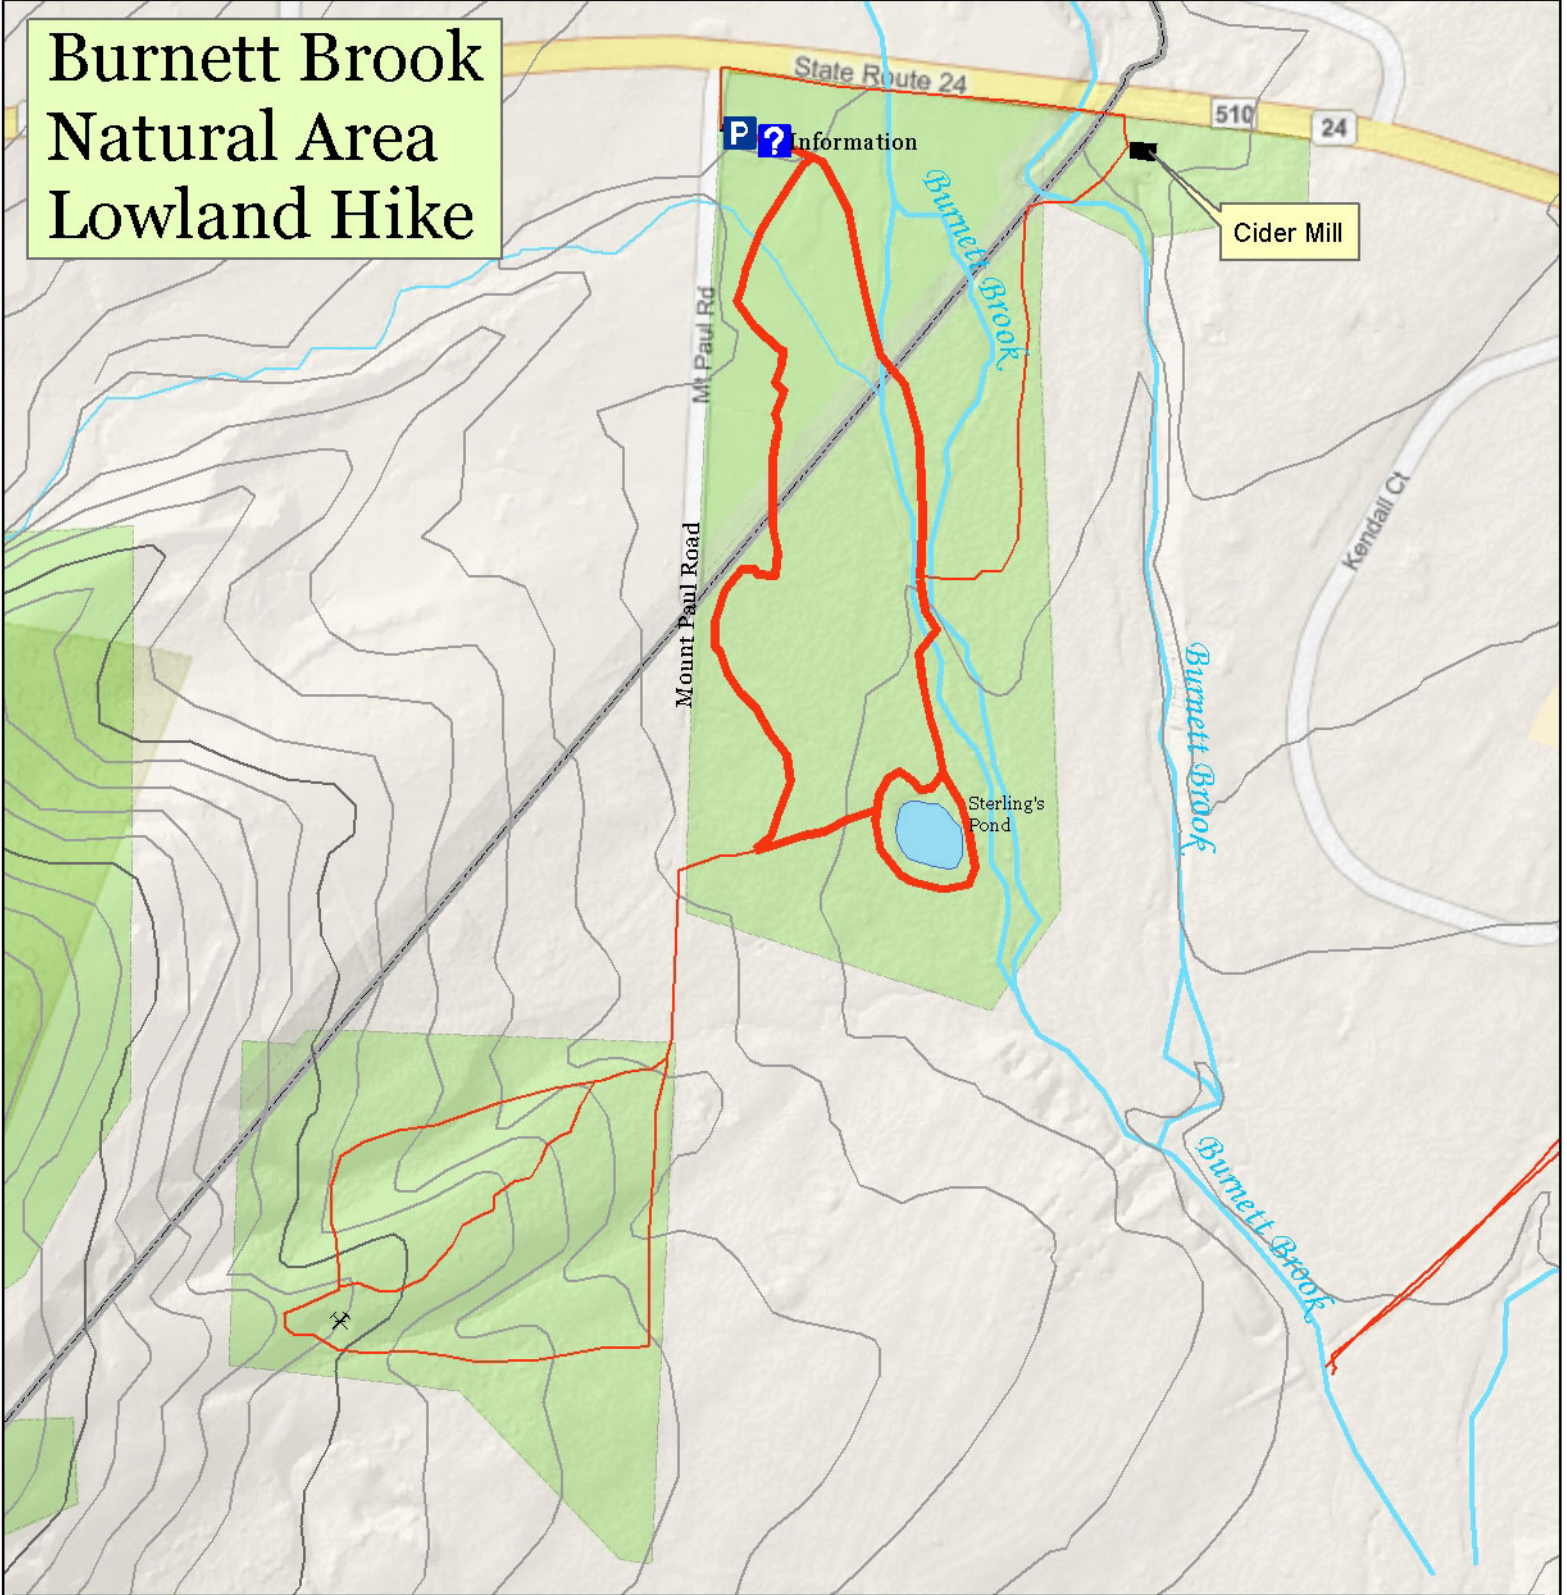 Burnett Brook
Natural Area
Lowland Hike
State Route 24
510
24
P
?
Information
Burnett Brook
Cider Mill
Mt Paul Rd
Kendall Ct
Mount Paul Road
Burnett Brook
Sterling's
Pond
Burnett Brook